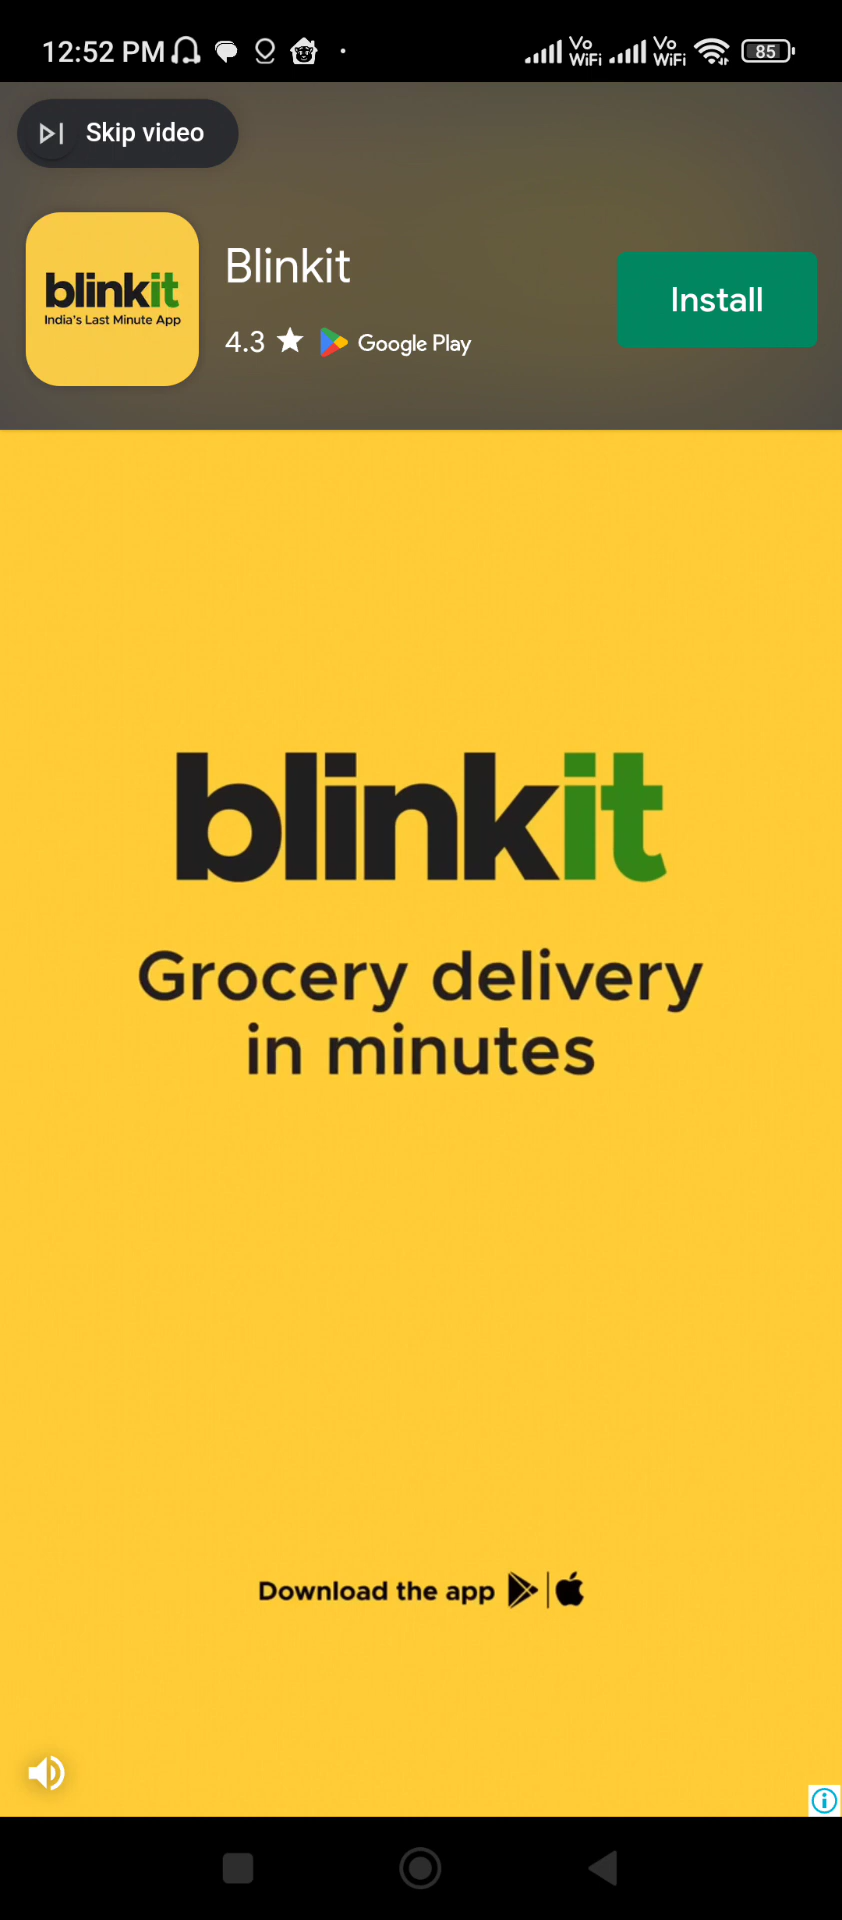 12:52 PM
Vo WiFi Vo WiFi 85
Skip video
blinkit
India's Last Minute App
Blinkit
4.3 ★ Google Play
Install
blinkit
Grocery delivery
in minutes
Download the app